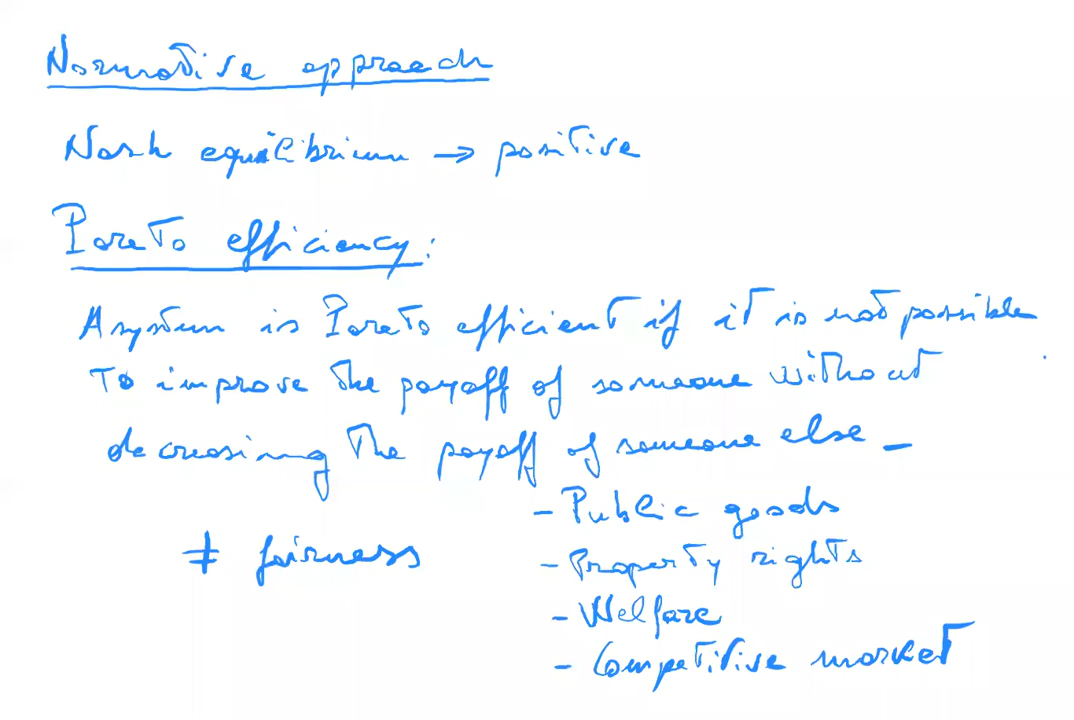 Normative approach
Nash equilibrium → positive
Pareto efficiency:
A system is Pareto efficient if it is not possible
to improve the payoff of someone without
decreasing the payoff of someone else –
- Public goods
≠ fairness
- Property rights
- Welfare
- Competitive market